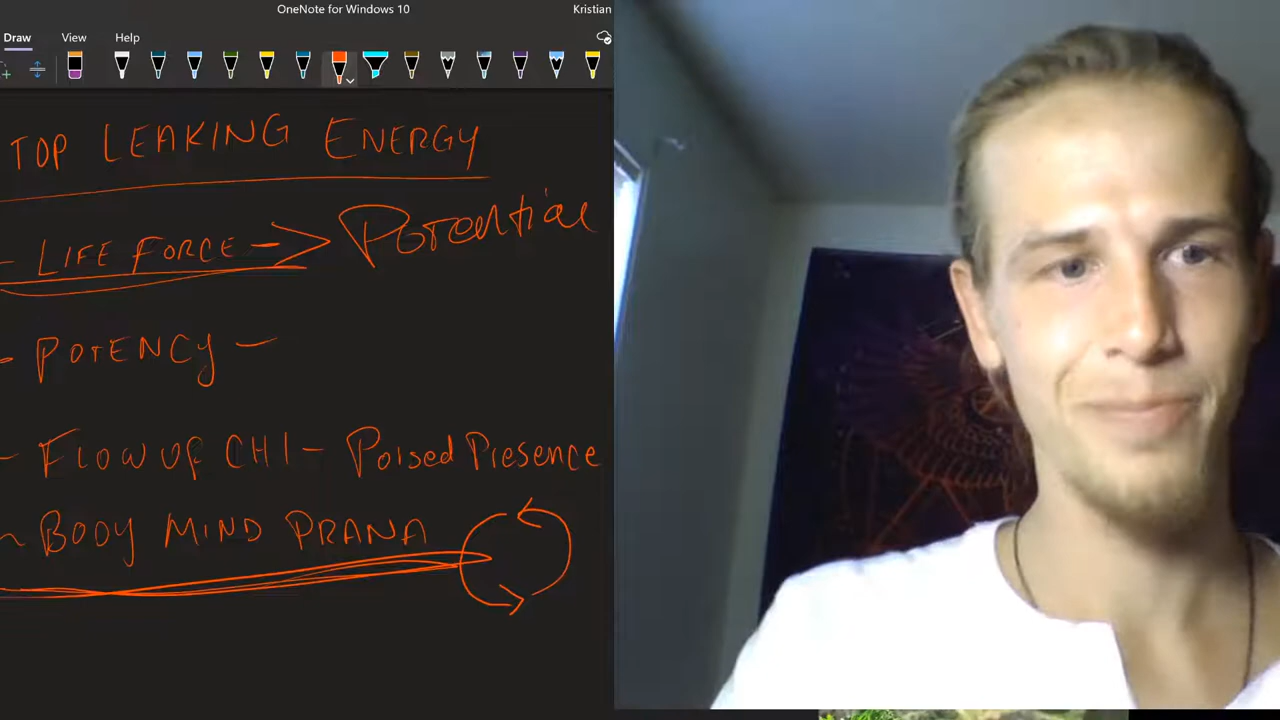 OneNote for Windows 10 Kristian
Draw View Help
TOP LEAKING ENERGY
- LIFE FORCE -> Potential
- POTENCY -
- FLOW OF CHI - Poised Presence
~ BODY MIND PRANA